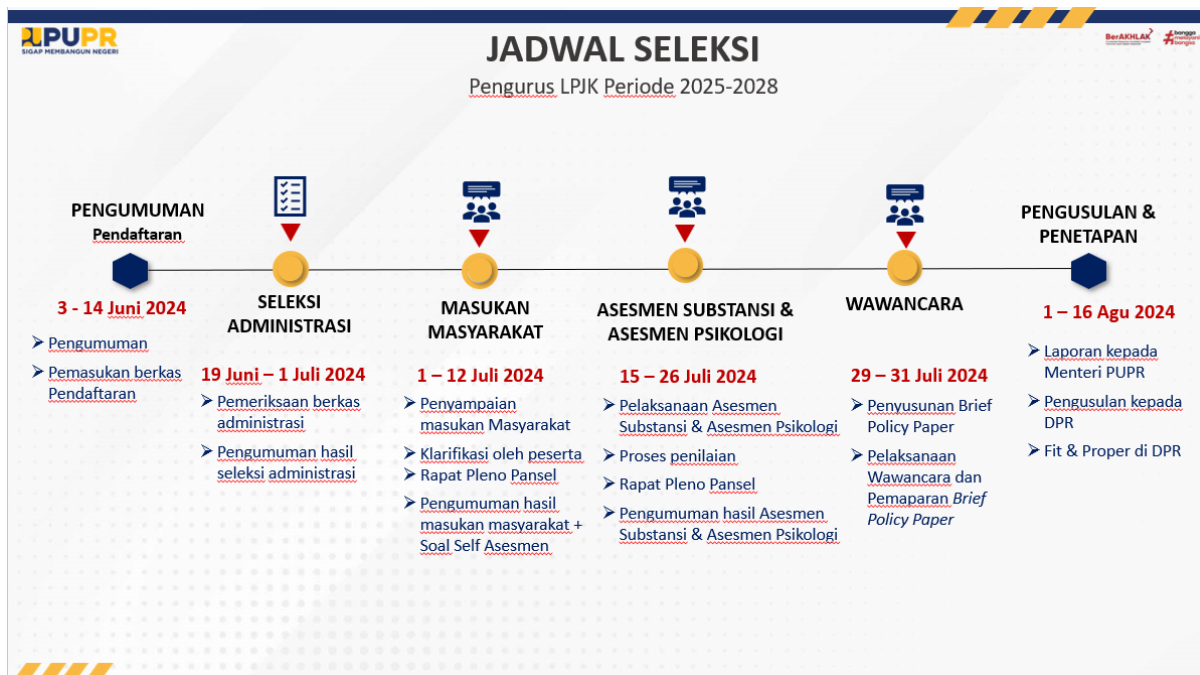 PUPR
SIGAP MEMBANGUN NEGERI
JADWAL SELEKSI
Pengurus LPJK Periode 2025-2028
BerAKHLAK
#bangga
melayani
bangsa
PENGUMUMAN
Pendaftaran
3 - 14 Juni 2024
Pengumuman
Pemasukan berkas
Pendaftaran
SELEKSI
ADMINISTRASI
19 Juni – 1 Juli 2024
Pemeriksaan berkas
administrasi
Pengumuman hasil
seleksi administrasi
MASUKAN
MASYARAKAT
1 – 12 Juli 2024
Penyampaian
masukan Masyarakat
Klarifikasi oleh peserta
Rapat Pleno Pansel
Pengumuman hasil
masukan masyarakat +
Soal Self Asesmen
ASESMEN SUBSTANSI &
ASESMEN PSIKOLOGI
15 – 26 Juli 2024
Pelaksanaan Asesmen
Substansi & Asesmen Psikologi
Proses penilaian
Rapat Pleno Pansel
Pengumuman hasil Asesmen
Substansi & Asesmen Psikologi
WAWANCARA
29 – 31 Juli 2024
Penyusunan Brief
Policy Paper
Pelaksanaan
Wawancara dan
Pemaparan Brief
Policy Paper
PENGUSULAN &
PENETAPAN
1 – 16 Agu 2024
Laporan kepada
Menteri PUPR
Pengusulan kepada
DPR
Fit & Proper di DPR